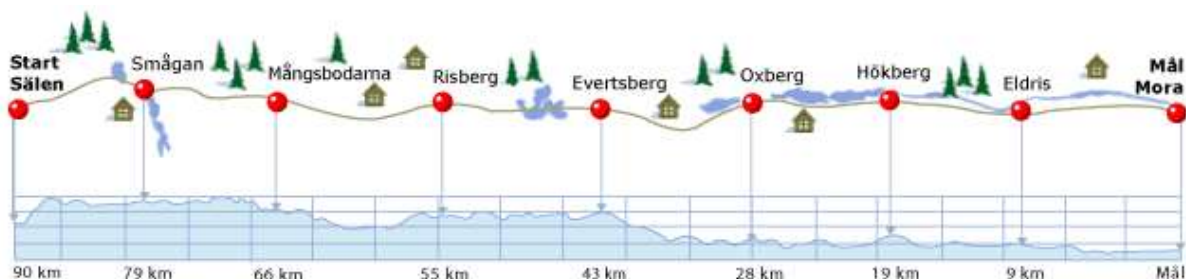 Start
Sälen
Smågan
Mångsbodarna
Risberg
Evertsberg
Oxberg
Hökberg
Eldris
Mål
Mora
90 km
79 km
66 km
55 km
43 km
28 km
19 km
9 km
Mål